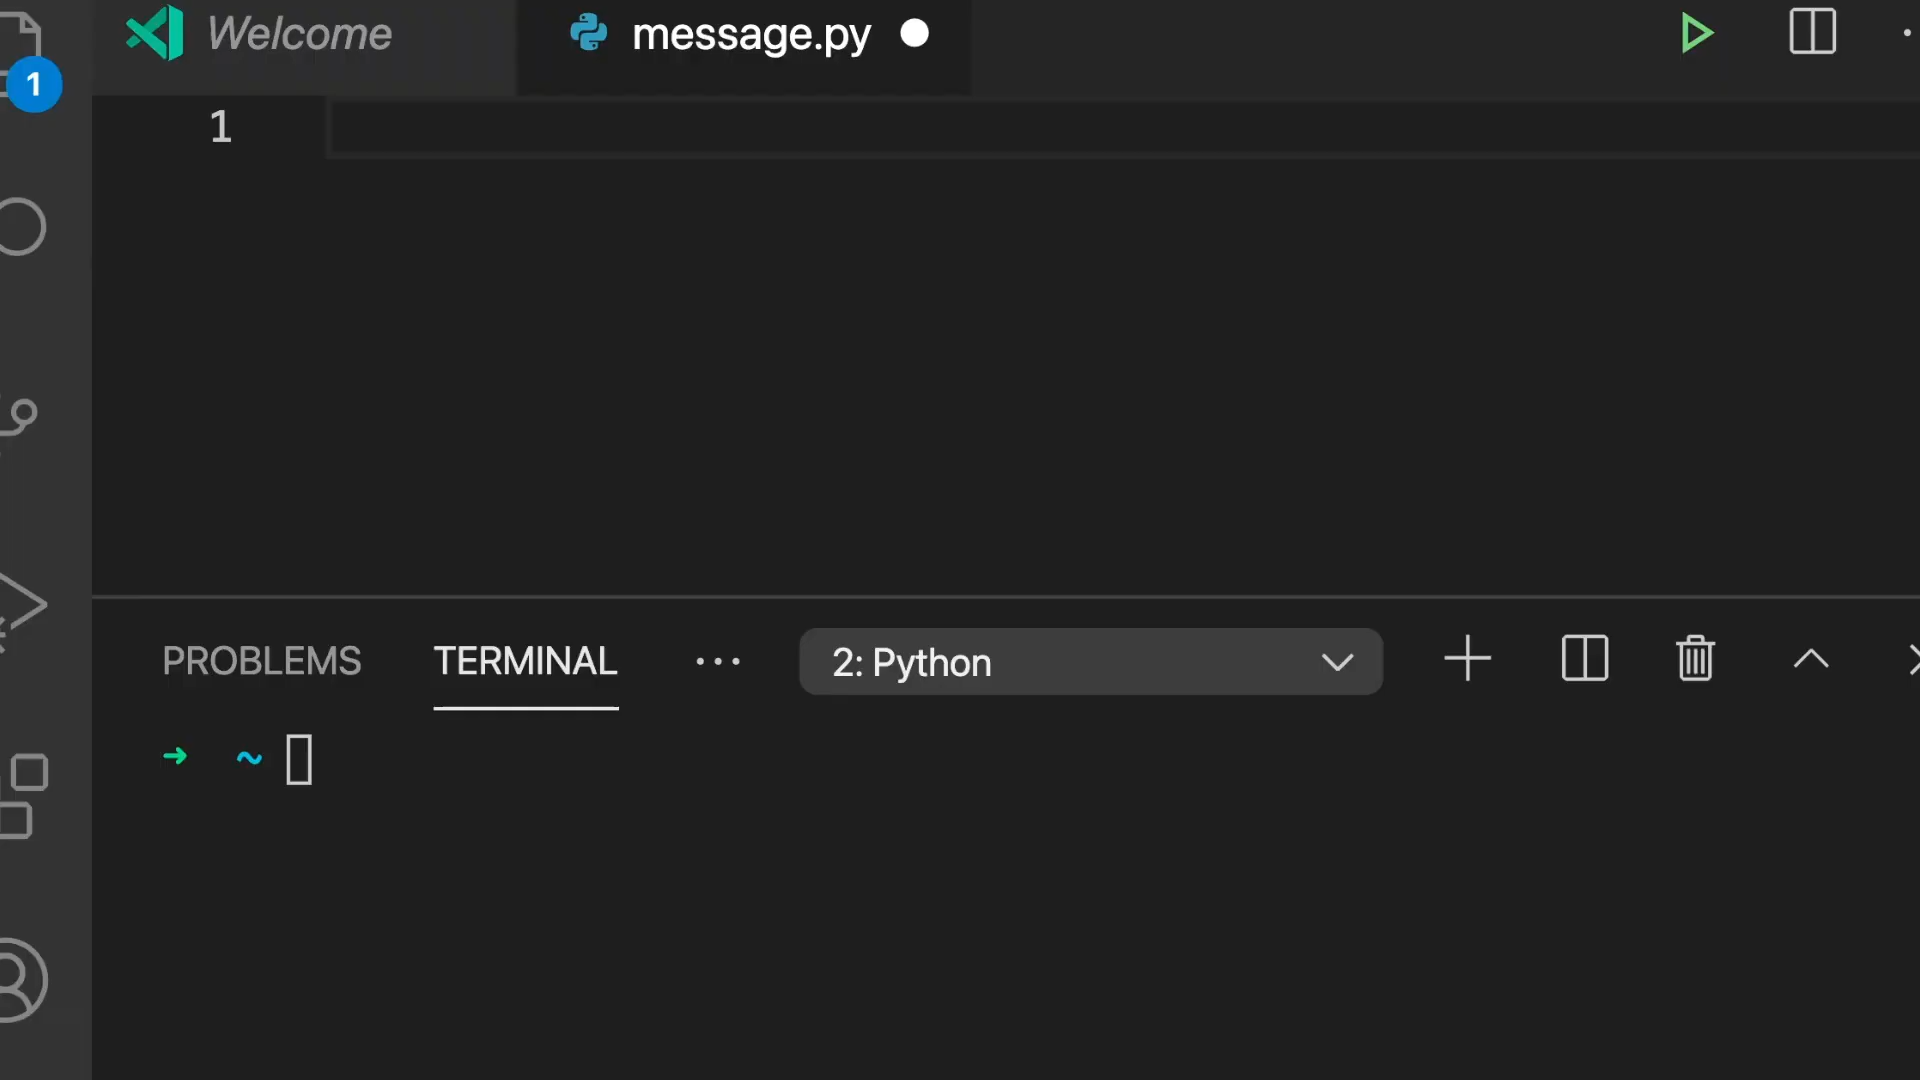 Welcome
message.py
1
1
PROBLEMS
TERMINAL
2: Python
~